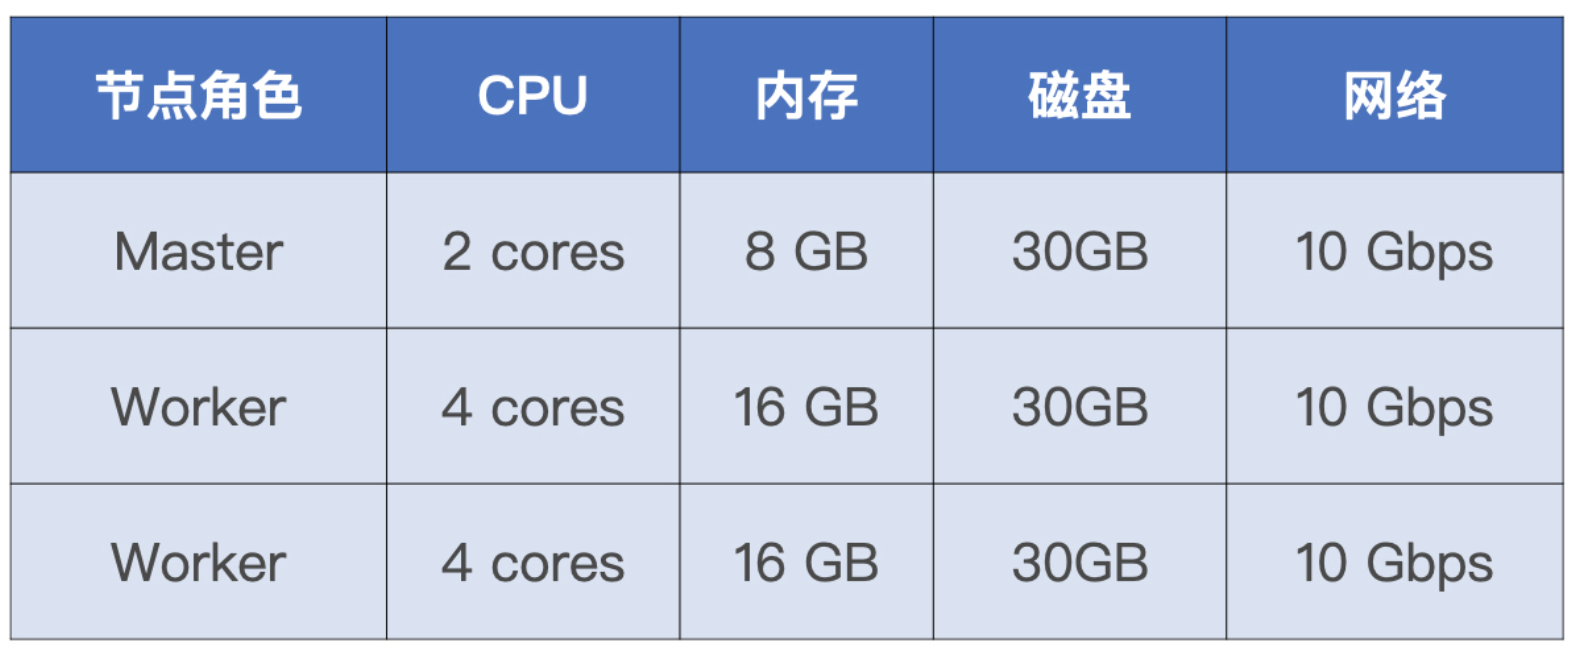 节点角色 CPU 内存 磁盘 网络
Master 2 cores 8 GB 30GB 10 Gbps
Worker 4 cores 16 GB 30GB 10 Gbps
Worker 4 cores 16 GB 30GB 10 Gbps